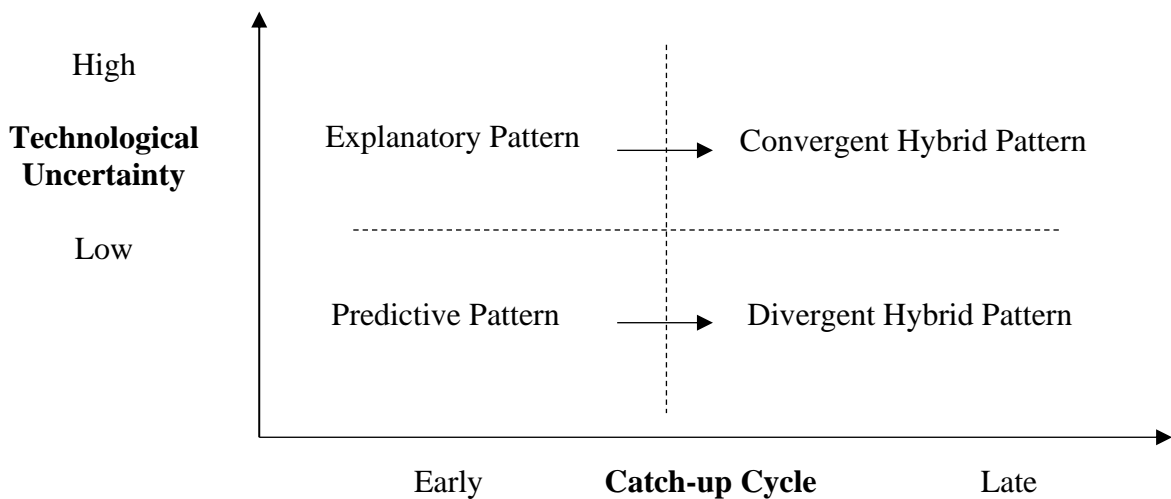 High
Technological
Uncertainty
Low
Explanatory Pattern
Convergent Hybrid Pattern
Predictive Pattern
Divergent Hybrid Pattern
Early
Catch-up Cycle
Late